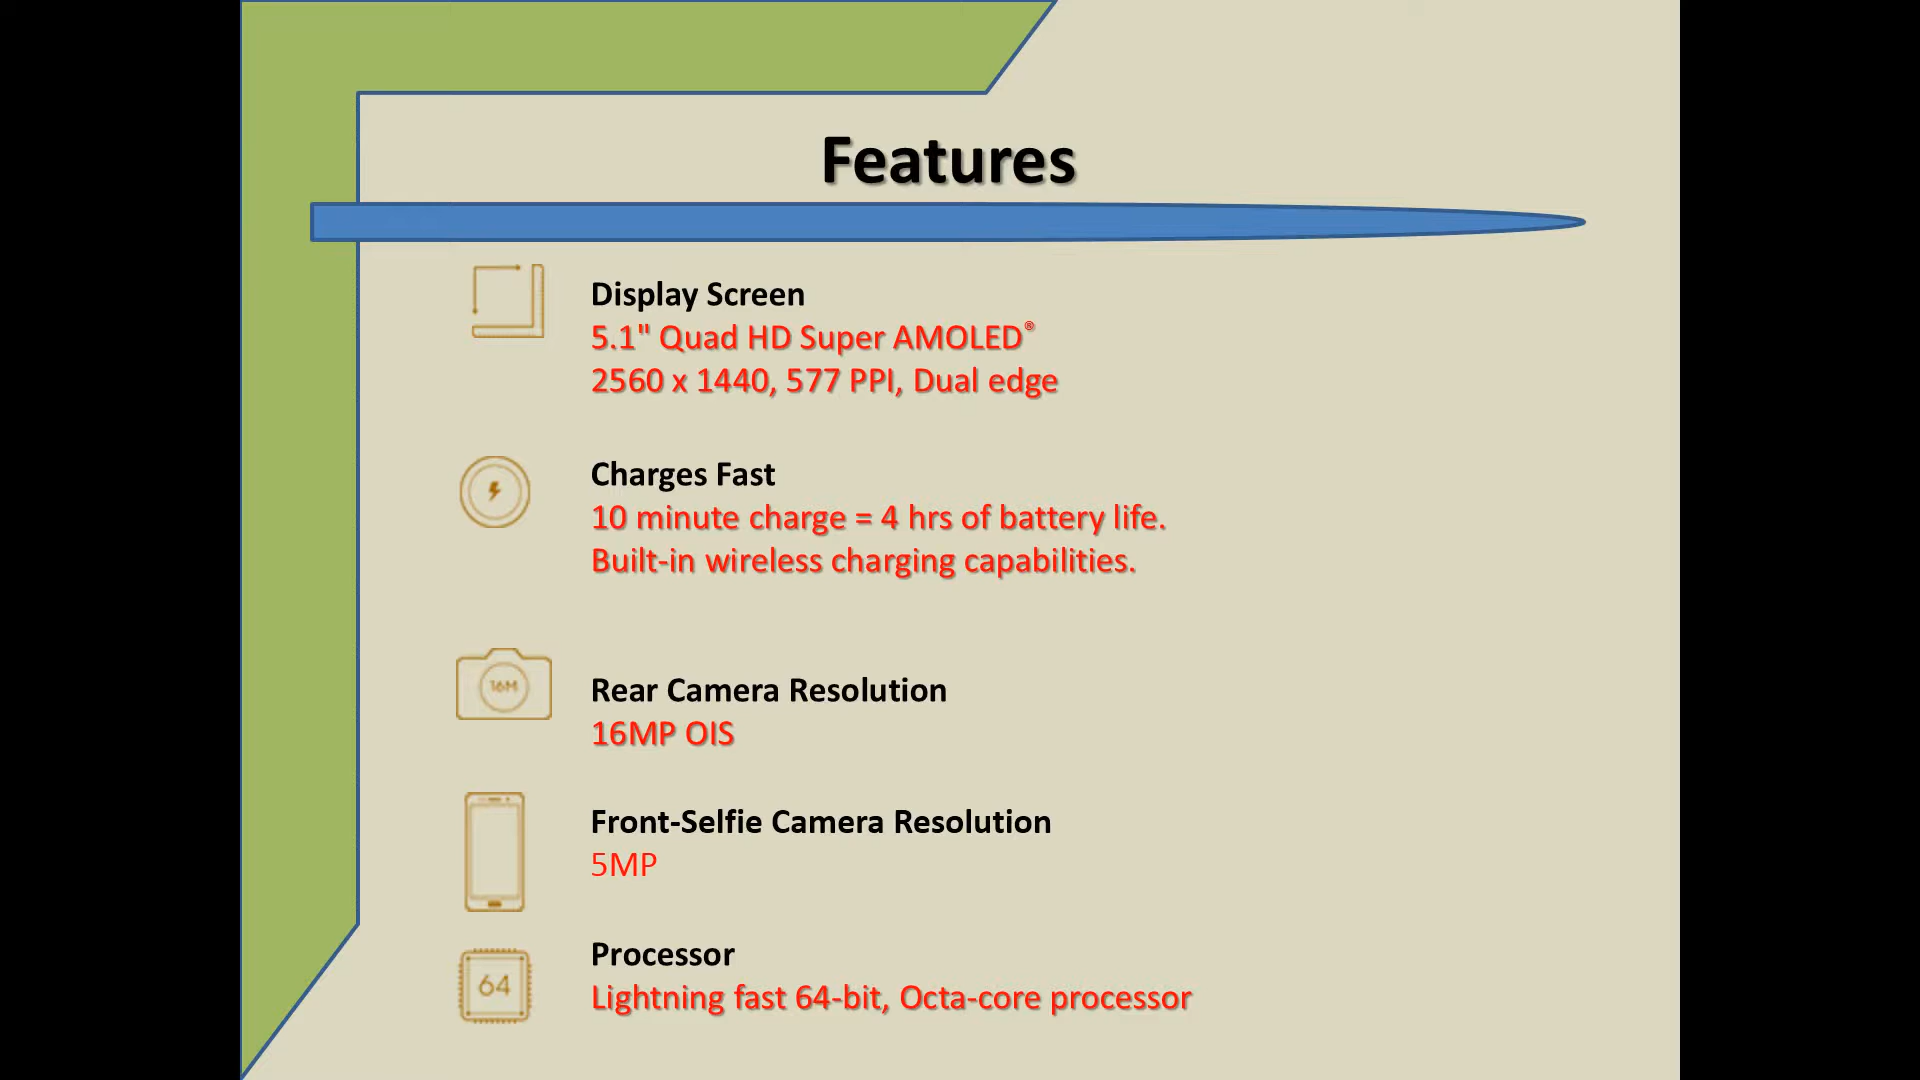 Features
Display Screen
5.1" Quad HD Super AMOLED®
2560 x 1440, 577 PPI, Dual edge
Charges Fast
10 minute charge = 4 hrs of battery life.
Built-in wireless charging capabilities.
16M
Rear Camera Resolution
16MP OIS
Front-Selfie Camera Resolution
5MP
Processor
64
Lightning fast 64-bit, Octa-core processor